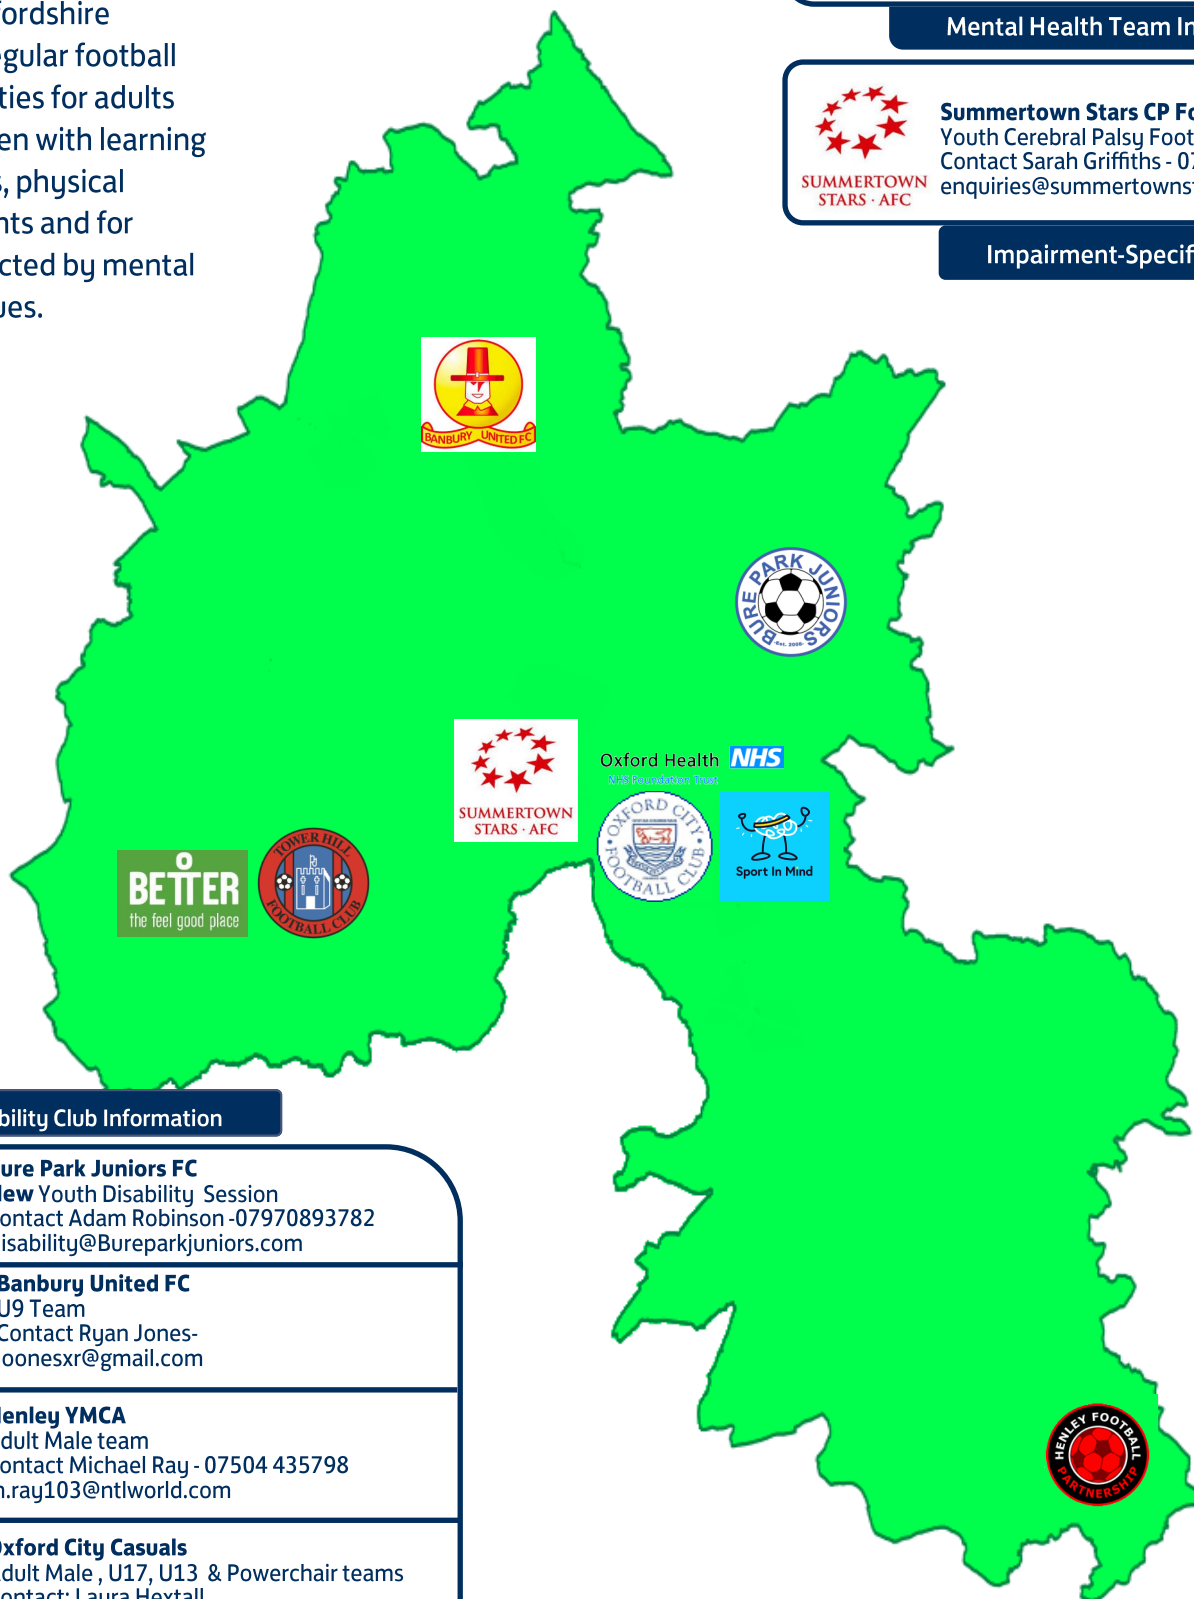 fordshire
egular football
ties for adults
en with learning
s, physical
nts and for
cted by mental
ues.
Mental Health Team In
SUMMERTOWN
STARS · AFC
Summertown Stars CP Fo
Youth Cerebral Palsy Foot
Contact Sarah Griffiths - 07
enquiries@summertownst
Impairment-Specif
BANBURY UNITED FC
BURE PARK JUNIORS
Est. 2000
SUMMERTOWN
STARS · AFC
Oxford Health NHS
NHS Foundation Trust
OXFORD CITY
FOOTBALL CLUB
Sport In Mind
BETTER
the feel good place
TOWER HILL
FOOTBALL CLUB
bility Club Information
ure Park Juniors FC
New Youth Disability Session
ontact Adam Robinson -07970893782
isability@Bureparkjuniors.com
Banbury United FC
U9 Team
Contact Ryan Jones-
oonesxr@gmail.com
Henley YMCA
dult Male team
ontact Michael Ray - 07504 435798
m.ray103@ntlworld.com
Oxford City Casuals
dult Male , U17, U13 & Powerchair teams
ontact: Laura Hextall
HENLEY FOOTBALL
PARTNERSHIP